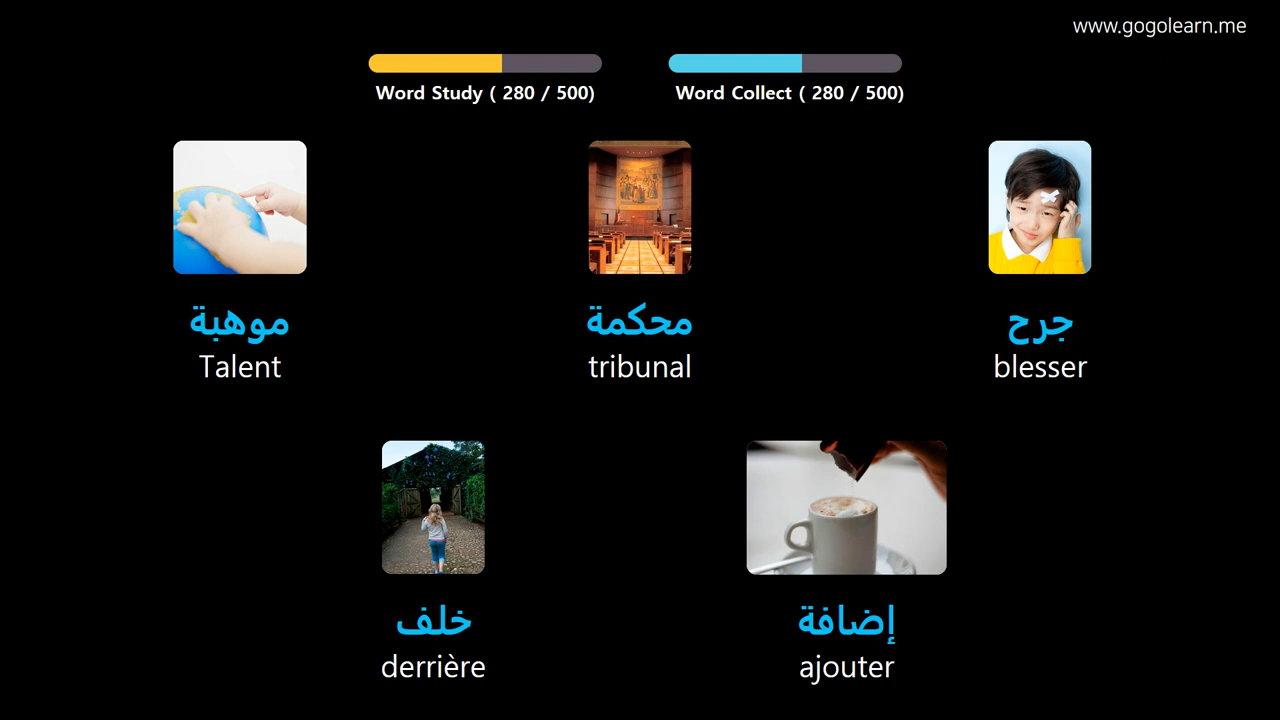 www.gogolearn.me
Word Study ( 280 / 500)
Word Collect ( 280 / 500)
موهبة
Talent
محكمة
tribunal
جرح
blesser
خلف
derrière
إضافة
ajouter